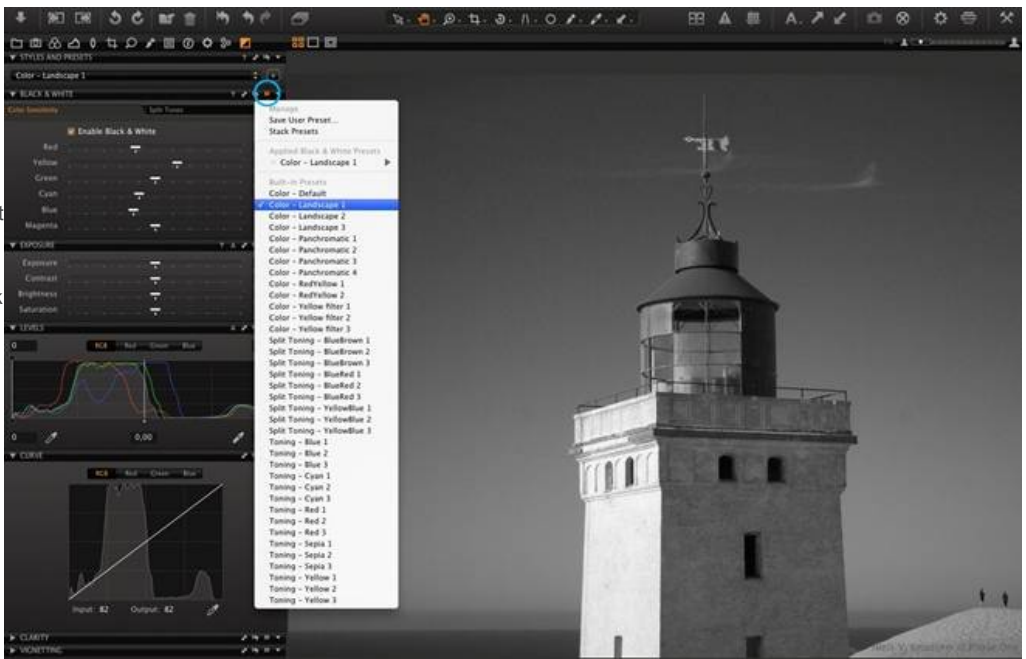 STYLES AND PRESETS
Color - Landscape 1
BLACK & WHITE
Color Sensitivity Split Tones
Enable Black & White
Red
Yellow
Green
Cyan
Blue
Magenta
EXPOSURE
Exposure
Contrast
Brightness
Saturation
LEVELS
0 RGB Red Green Blue
0 0,00
CURVE
RGB Red Green Blue
Input: 82 Output: 82
CLARITY
VIGNETTING
Manage
Save User Preset...
Stack Presets
Applied Black & White Presets
Color - Landscape 1
Built-in Presets
Color - Default
✓ Color - Landscape 1
Color - Landscape 2
Color - Landscape 3
Color - Panchromatic 1
Color - Panchromatic 2
Color - Panchromatic 3
Color - Panchromatic 4
Color - RedYellow 1
Color - RedYellow 2
Color - Yellow filter 1
Color - Yellow filter 2
Color - Yellow filter 3
Split Toning - BlueBrown 1
Split Toning - BlueBrown 2
Split Toning - BlueBrown 3
Split Toning - BlueRed 1
Split Toning - BlueRed 2
Split Toning - BlueRed 3
Split Toning - YellowBlue 1
Split Toning - YellowBlue 2
Split Toning - YellowBlue 3
Toning - Blue 1
Toning - Blue 2
Toning - Blue 3
Toning - Cyan 1
Toning - Cyan 2
Toning - Cyan 3
Toning - Red 1
Toning - Red 2
Toning - Red 3
Toning - Sepia 1
Toning - Sepia 2
Toning - Sepia 3
Toning - Yellow 1
Toning - Yellow 2
Toning - Yellow 3
Phase One